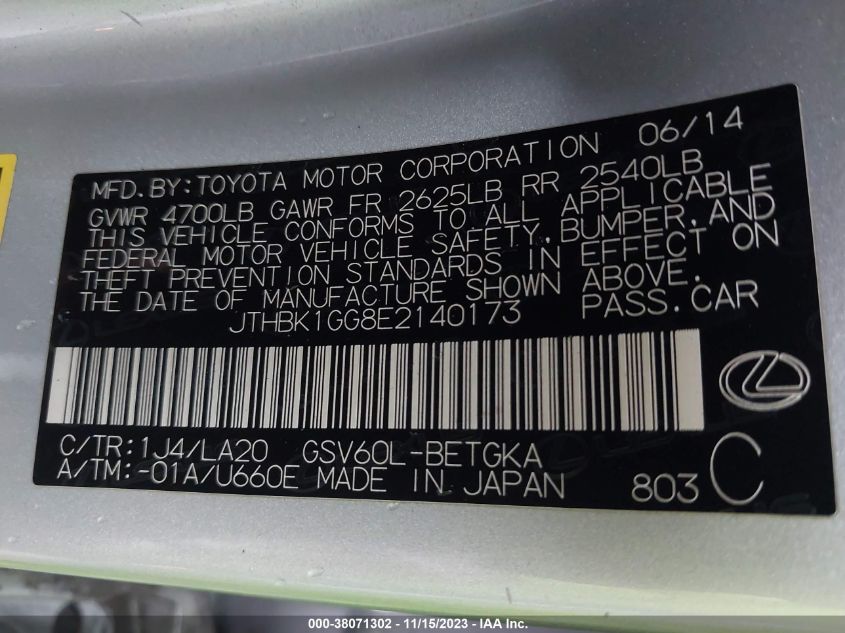 MFD. BY: TOYOTA MOTOR CORPORATION 06/14
GVWR 4700LB GAWR FR 2625LB RR 2540LB
THIS VEHICLE CONFORMS TO ALL APPLICABLE
FEDERAL MOTOR VEHICLE SAFETY, BUMPER, AND
THEFT PREVENTION STANDARDS IN EFFECT ON
THE DATE OF MANUFACTURE SHOWN ABOVE.
JTHBK1GG8E2140173 PASS. CAR
C/TR: 1J4/LA20 GSV60L-BETGKA
A/TM: -01A/U660E MADE IN JAPAN 803 C
000-38071302 - 11/15/2023 - IAA Inc.